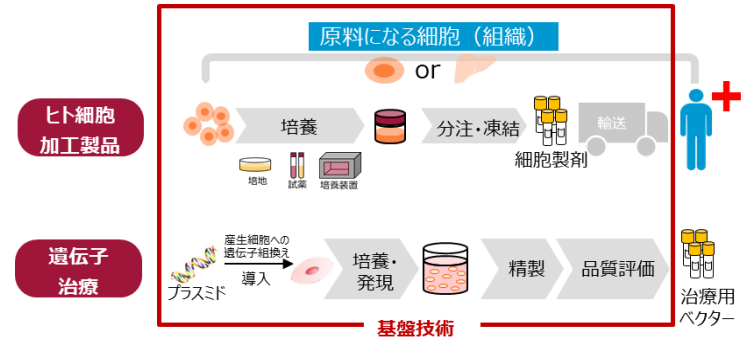 原料になる細胞（組織）
or
ヒト細胞
加工製品
培養
分注・凍結
輸送
細胞製剤
培地
試薬
培養装置
遺伝子
治療
産生細胞への
遺伝子組換え
導入
プラスミド
培養・
発現
精製
品質評価
治療用
ベクター
基盤技術